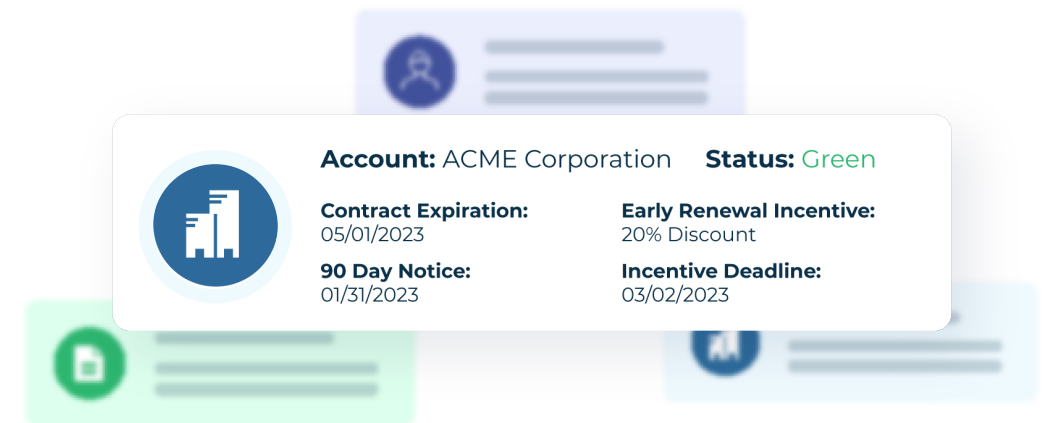 Account: ACME Corporation Status: Green
Contract Expiration:
05/01/2023
Early Renewal Incentive:
20% Discount
90 Day Notice:
01/31/2023
Incentive Deadline:
03/02/2023